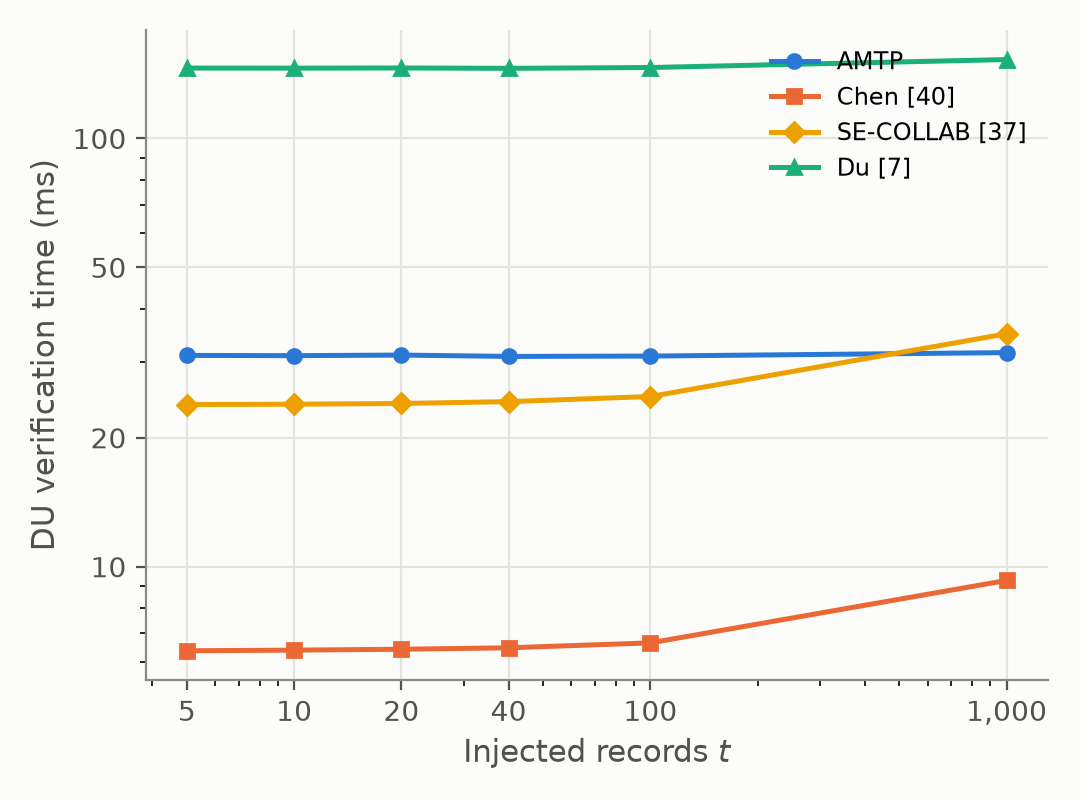 100
50
20
10
DU verification time (ms)
5
10
20
40
100
1,000
Injected records t
AMTP
Chen [40]
SE-COLLAB [37]
Du [7]